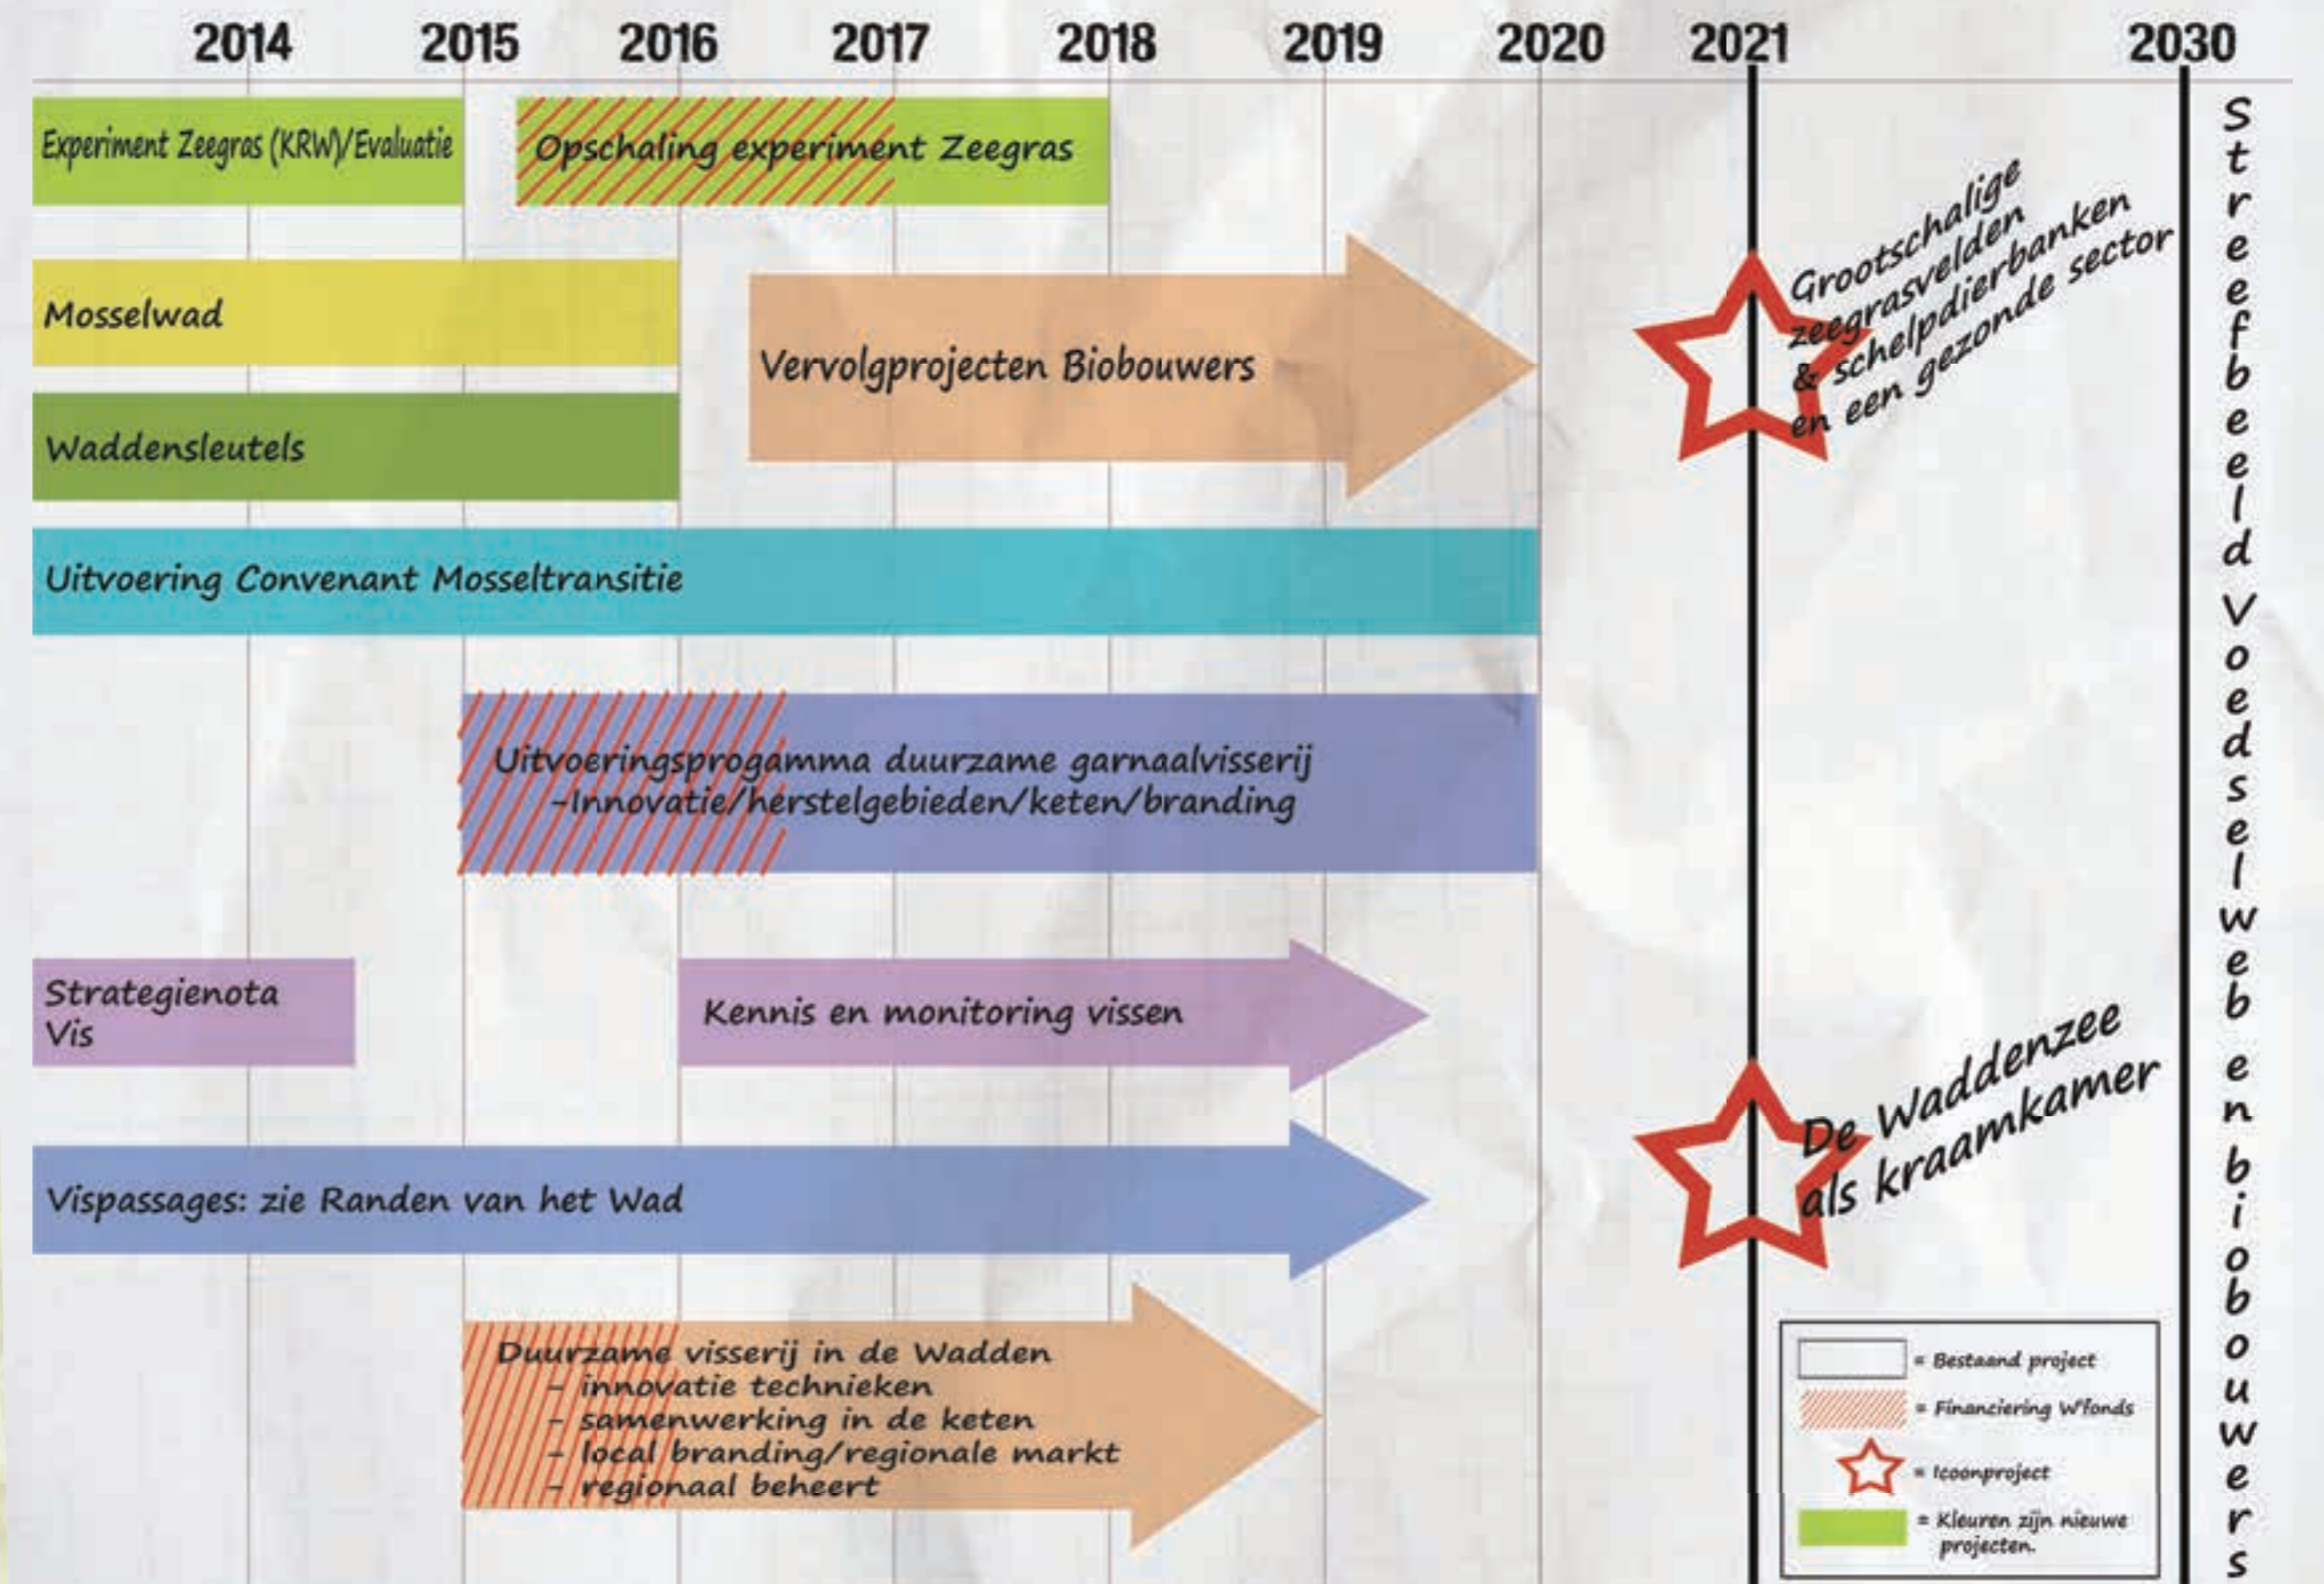 2014 2015 2016 2017 2018 2019 2020 2021 2030
Experiment Zeegras (KRW)/Evaluatie
Opschaling experiment Zeegras
Mosselwad
Vervolgprojecten Biobouwers
Waddensleutels
Grootschalige
zeegrasvelden
& schelpdierbanken
en een gezonde sector
Uitvoering Convenant Mosseltransitie
Uitvoeringsprogamma duurzame garnaalvisserij
-Innovatie/herstelgebieden/keten/branding
Strategienota
Vis
Kennis en monitoring vissen
Vispassages: zie Randen van het Wad
De Waddenzee
als kraamkamer
Duurzame visserij in de Wadden
- innovatie technieken
- samenwerking in de keten
- local branding/regionale markt
- regionaal beheert
= Bestaand project
= Financiering W'fonds
= Icoonproject
= Kleuren zijn nieuwe
projecten.
Streefbeeld Voedselweb en biobouwers